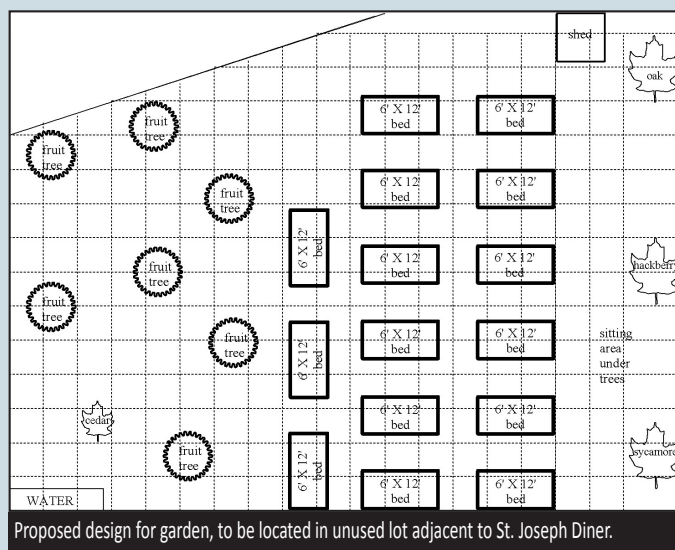 shed
oak
6' X 12'
bed
6' X 12'
bed
fruit
tree
fruit
tree
fruit
tree
6' X 12'
bed
6' X 12'
bed
6' X 12'
bed
6' X 12'
bed
6' X 12'
bed
hackberry
fruit
tree
fruit
tree
fruit
tree
6' X 12'
bed
6' X 12'
bed
6' X 12'
bed
sitting
area
under
trees
cedar
6' X 12'
bed
6' X 12'
bed
fruit
tree
6' X 12'
bed
sycamore
WATER
6' X 12'
bed
6' X 12'
bed
Proposed design for garden, to be located in unused lot adjacent to St. Joseph Diner.